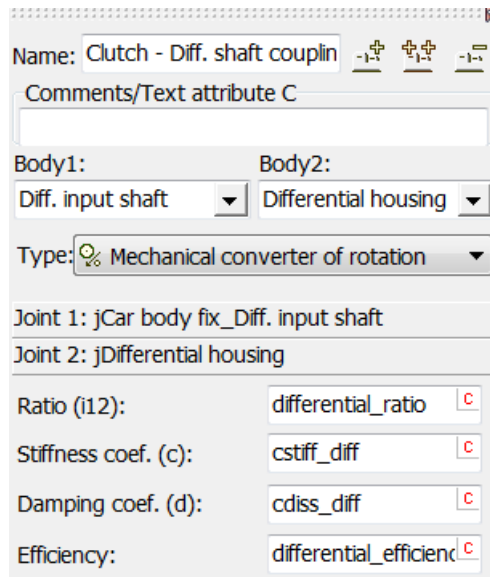 Name: Clutch - Diff. shaft couplin
Comments/Text attribute C
Body1: Body2:
Diff. input shaft Differential housing
Type: Mechanical converter of rotation
Joint 1: jCar body fix_Diff. input shaft
Joint 2: jDifferential housing
Ratio (i12): differential_ratio C
Stiffness coef. (c): cstiff_diff C
Damping coef. (d): cdiss_diff C
Efficiency: differential_efficienc C